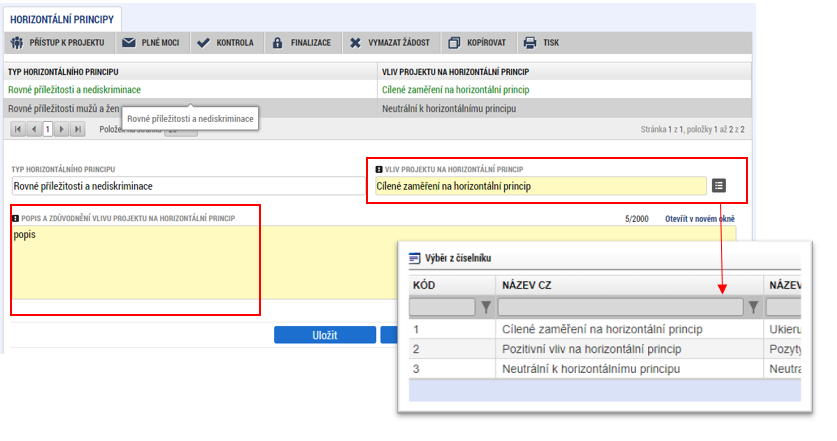 HORIZONTÁLNÍ PRINCIPY
PŘÍSTUP K PROJEKTU PLNÉ MOCI KONTROLA FINALIZACE VYMAZAT ŽÁDOST KOPÍROVAT TISK
TYP HORIZONTÁLNÍHO PRINCIPU VLIV PROJEKTU NA HORIZONTÁLNÍ PRINCIP
Rovné příležitosti a nediskriminace Cílené zaměření na horizontální princip
Rovné příležitosti mužů a žen Neutrální k horizontálnímu principu
Rovné příležitosti a nediskriminace
1 Stránka 1 z 1, položky 1 až 2 z 2
TYP HORIZONTÁLNÍHO PRINCIPU VLIV PROJEKTU NA HORIZONTÁLNÍ PRINCIP
Rovné příležitosti a nediskriminace Cílené zaměření na horizontální princip
POPIS A ZDŮVODNĚNÍ VLIVU PROJEKTU NA HORIZONTÁLNÍ PRINCIP 5/2000 Otevřít v novém okně
popis
Uložit
Výběr z číselníku
KÓD NÁZEV CZ NÁZEV
1 Cílené zaměření na horizontální princip Ukieru
2 Pozitivní vliv na horizontální princip Pozyty
3 Neutrální k horizontálnímu principu Neutra